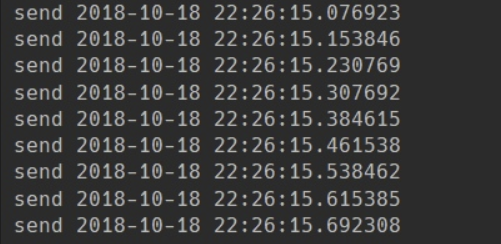 send 2018-10-18 22:26:15.076923
send 2018-10-18 22:26:15.153846
send 2018-10-18 22:26:15.230769
send 2018-10-18 22:26:15.307692
send 2018-10-18 22:26:15.384615
send 2018-10-18 22:26:15.461538
send 2018-10-18 22:26:15.538462
send 2018-10-18 22:26:15.615385
send 2018-10-18 22:26:15.692308